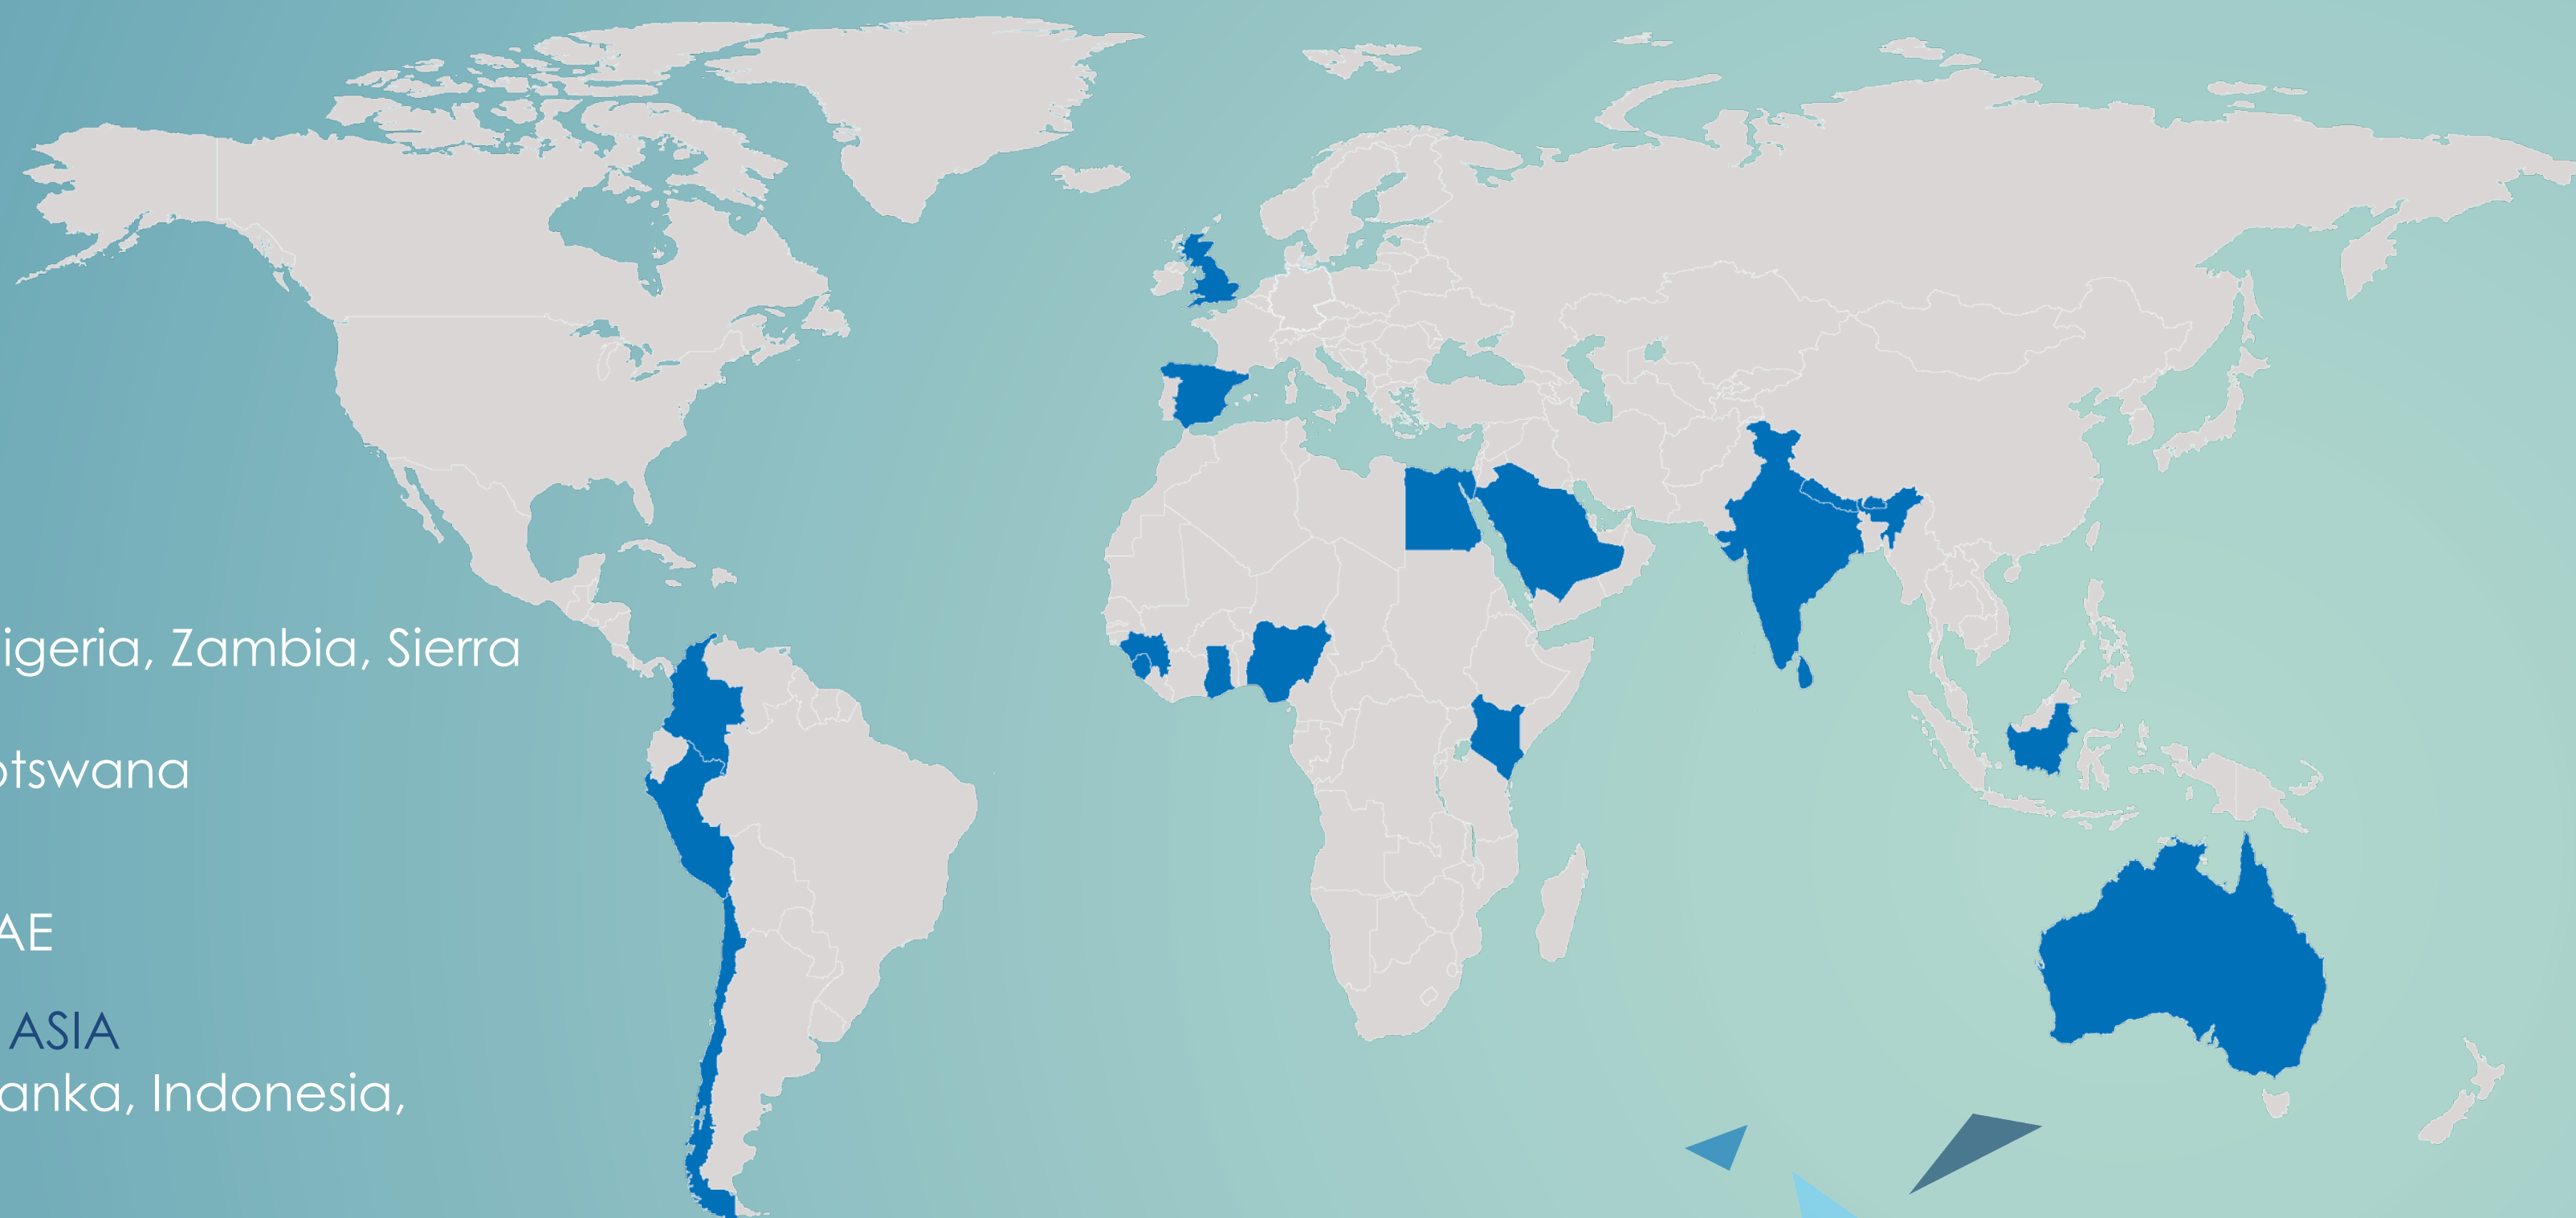 igeria, Zambia, Sierra
otswana
AE
ASIA
anka, Indonesia,